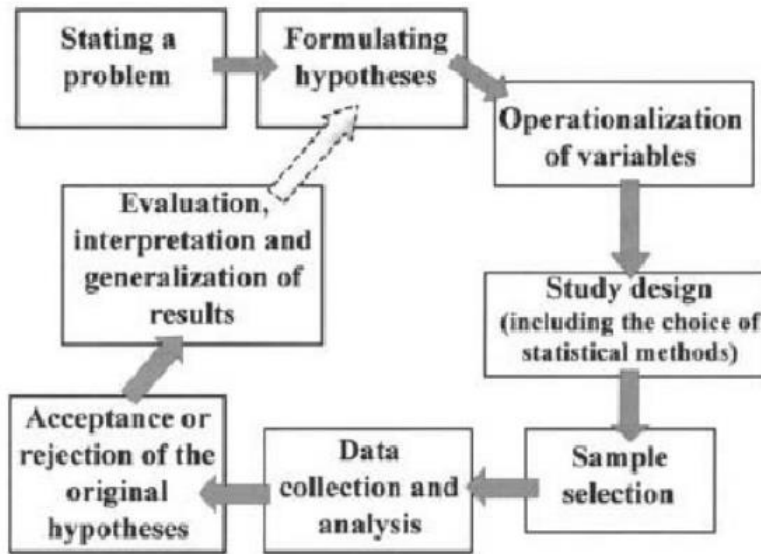 Stating a
problem
Formulating
hypotheses
Operationalization
of variables
Study design
(including the choice of
statistical methods)
Sample
selection
Data
collection and
analysis
Acceptance or
rejection of the
original
hypotheses
Evaluation,
interpretation and
generalization of
results